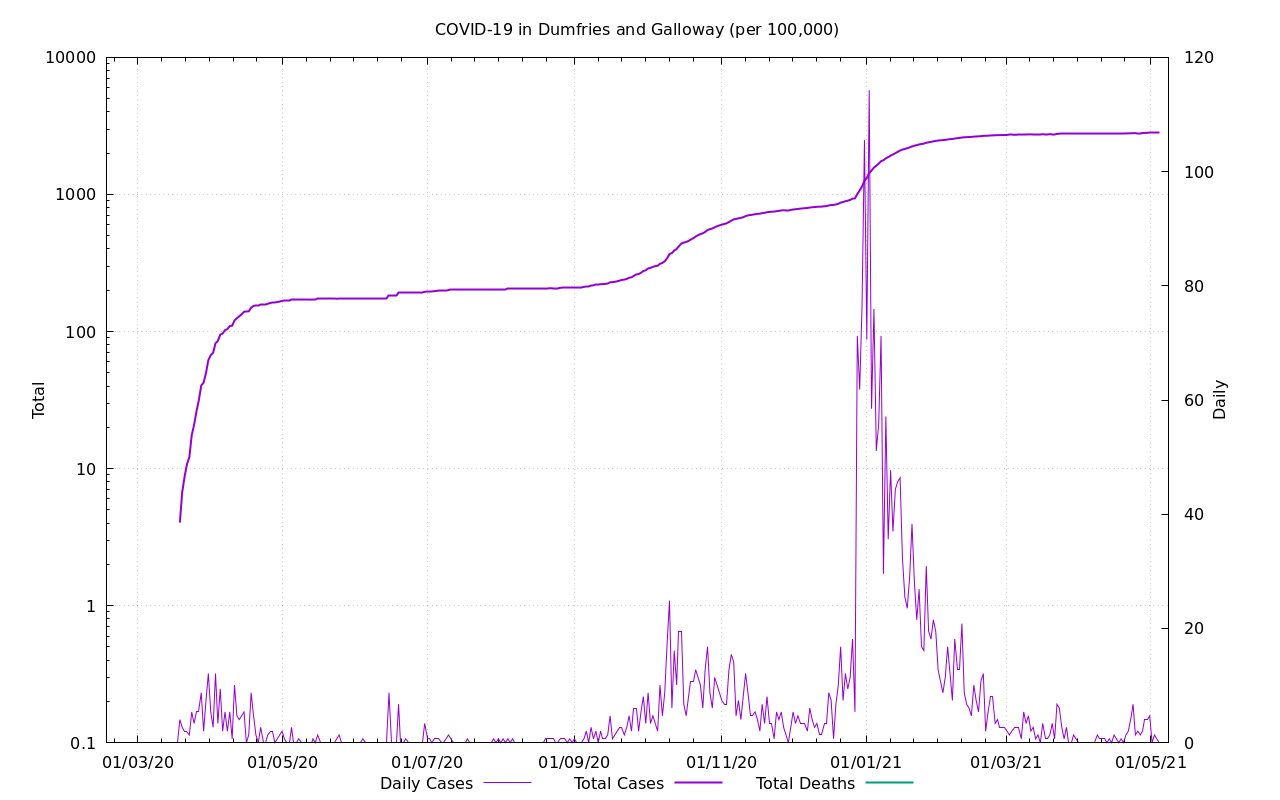 COVID-19 in Dumfries and Galloway (per 100,000)
10000
1000
100
10
1
0.1
Total
120
100
80
60
40
20
0
Daily
01/03/20 01/05/20 01/07/20 01/09/20 01/11/20 01/01/21 01/03/21 01/05/21
Daily Cases Total Cases Total Deaths